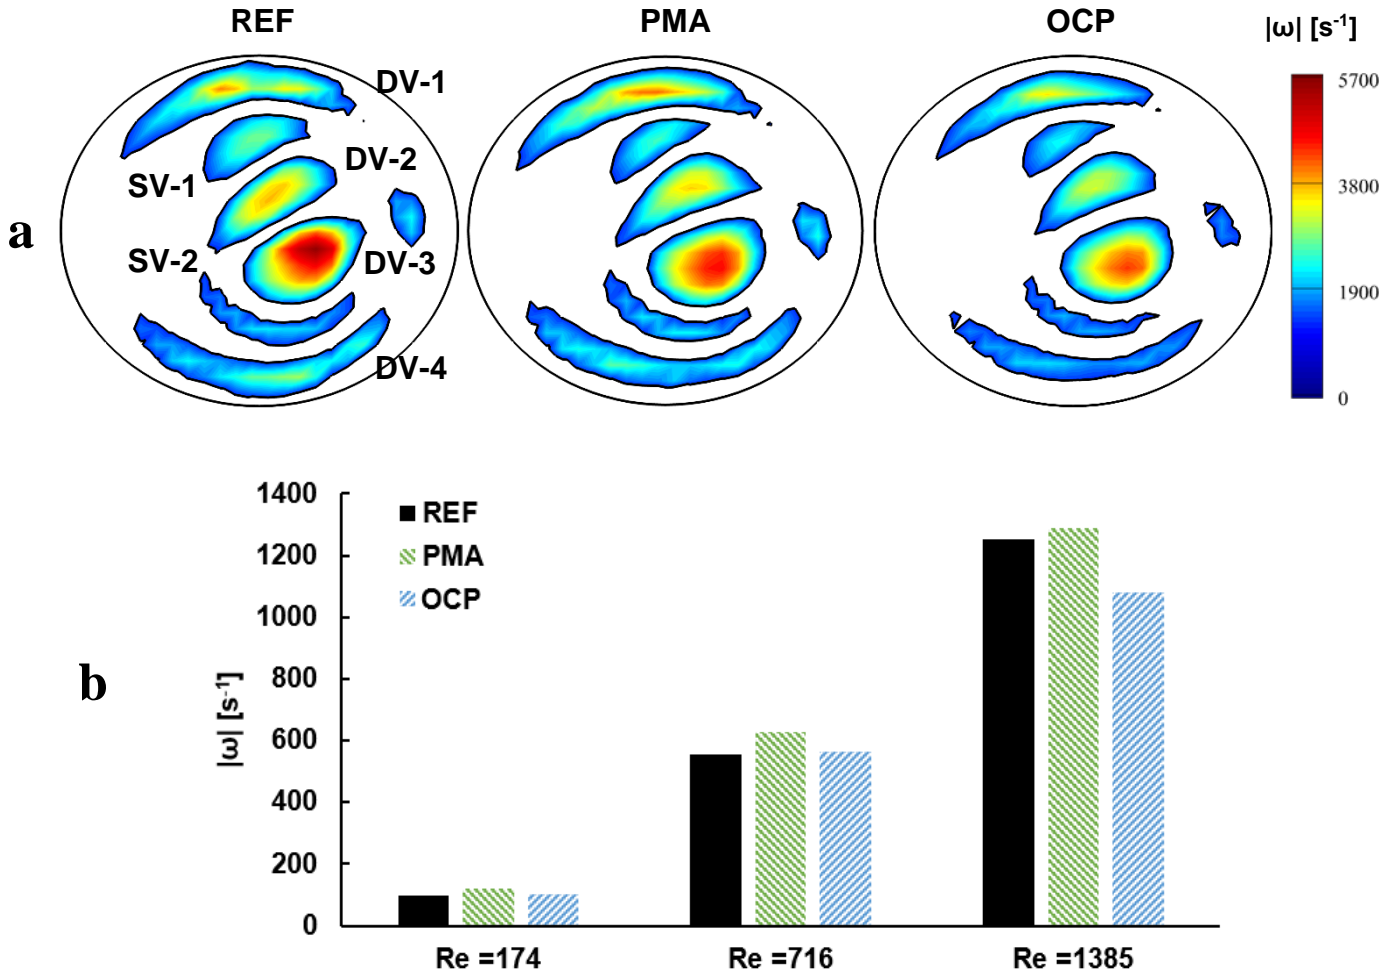 REF
PMA
OCP
|ω| [s⁻¹]
DV-1
DV-2
SV-1
a
SV-2
DV-3
DV-4
5700
3800
1900
0
b
|ω| [s⁻¹]
1400
1200
1000
800
600
400
200
0
REF
PMA
OCP
Re =174
Re =716
Re =1385